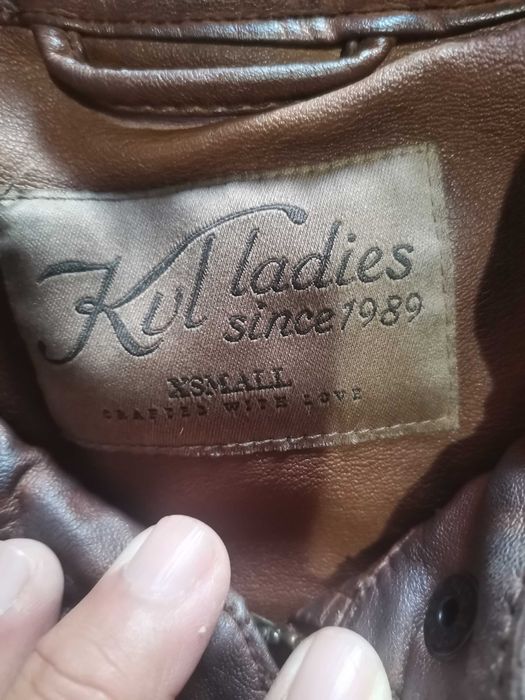 Kvl ladies
since 1989
XSMALL
CRAFTED WITH LOVE